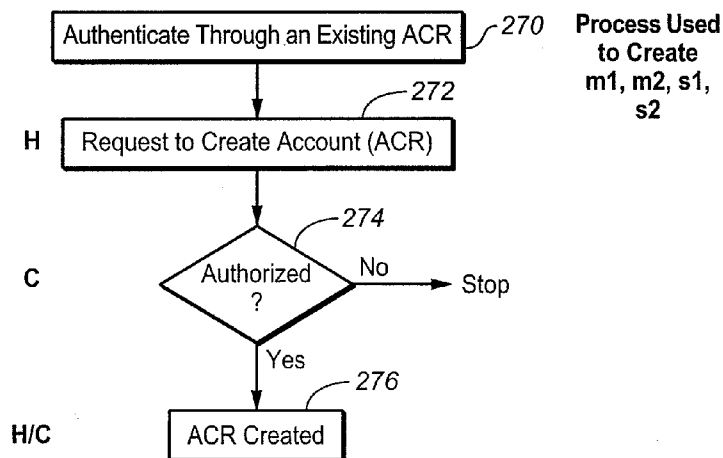 Authenticate Through an Existing ACR
270
Process Used
to Create
m1, m2, s1,
s2
272
H
Request to Create Account (ACR)
274
C
Authorized
?
No
Stop
Yes
276
H/C
ACR Created